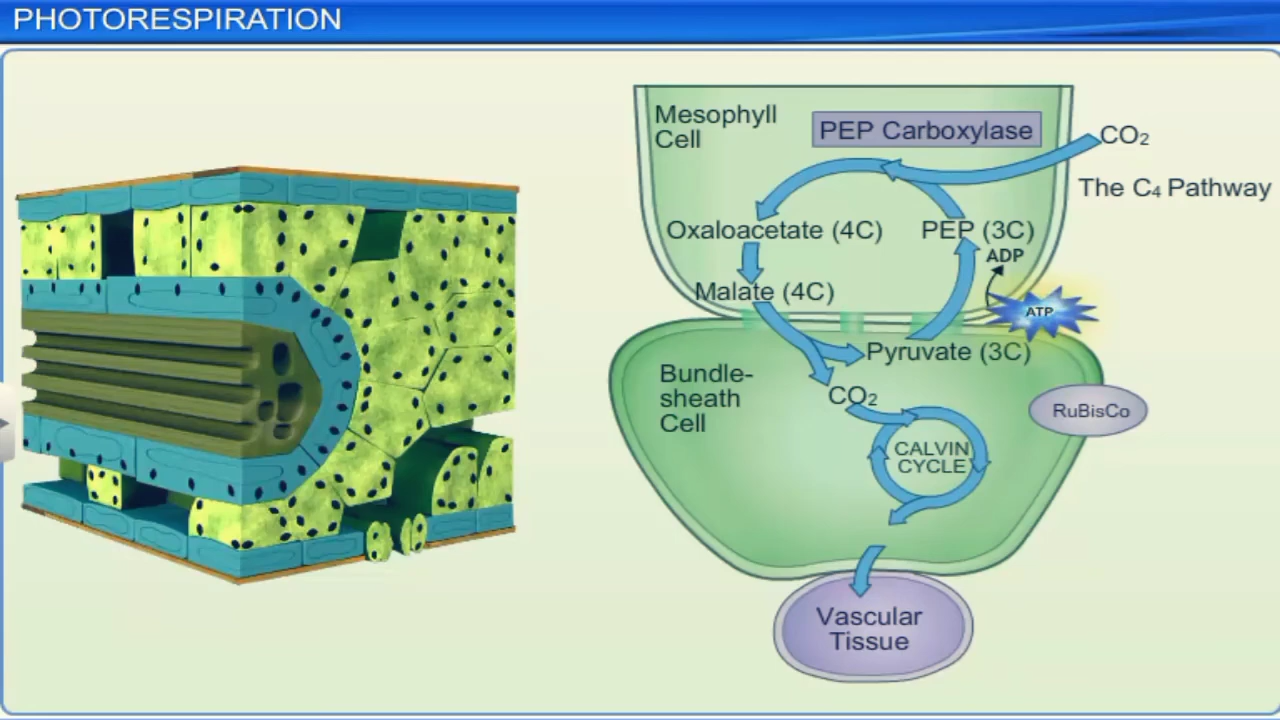 PHOTORESPIRATION
Mesophyll
Cell
PEP Carboxylase
CO₂
The C₄ Pathway
Oxaloacetate (4C)
PEP (3C)
ADP
Malate (4C)
ATP
Pyruvate (3C)
Bundle-
sheath
Cell
CO₂
RuBisCo
CALVIN
CYCLE
Vascular
Tissue